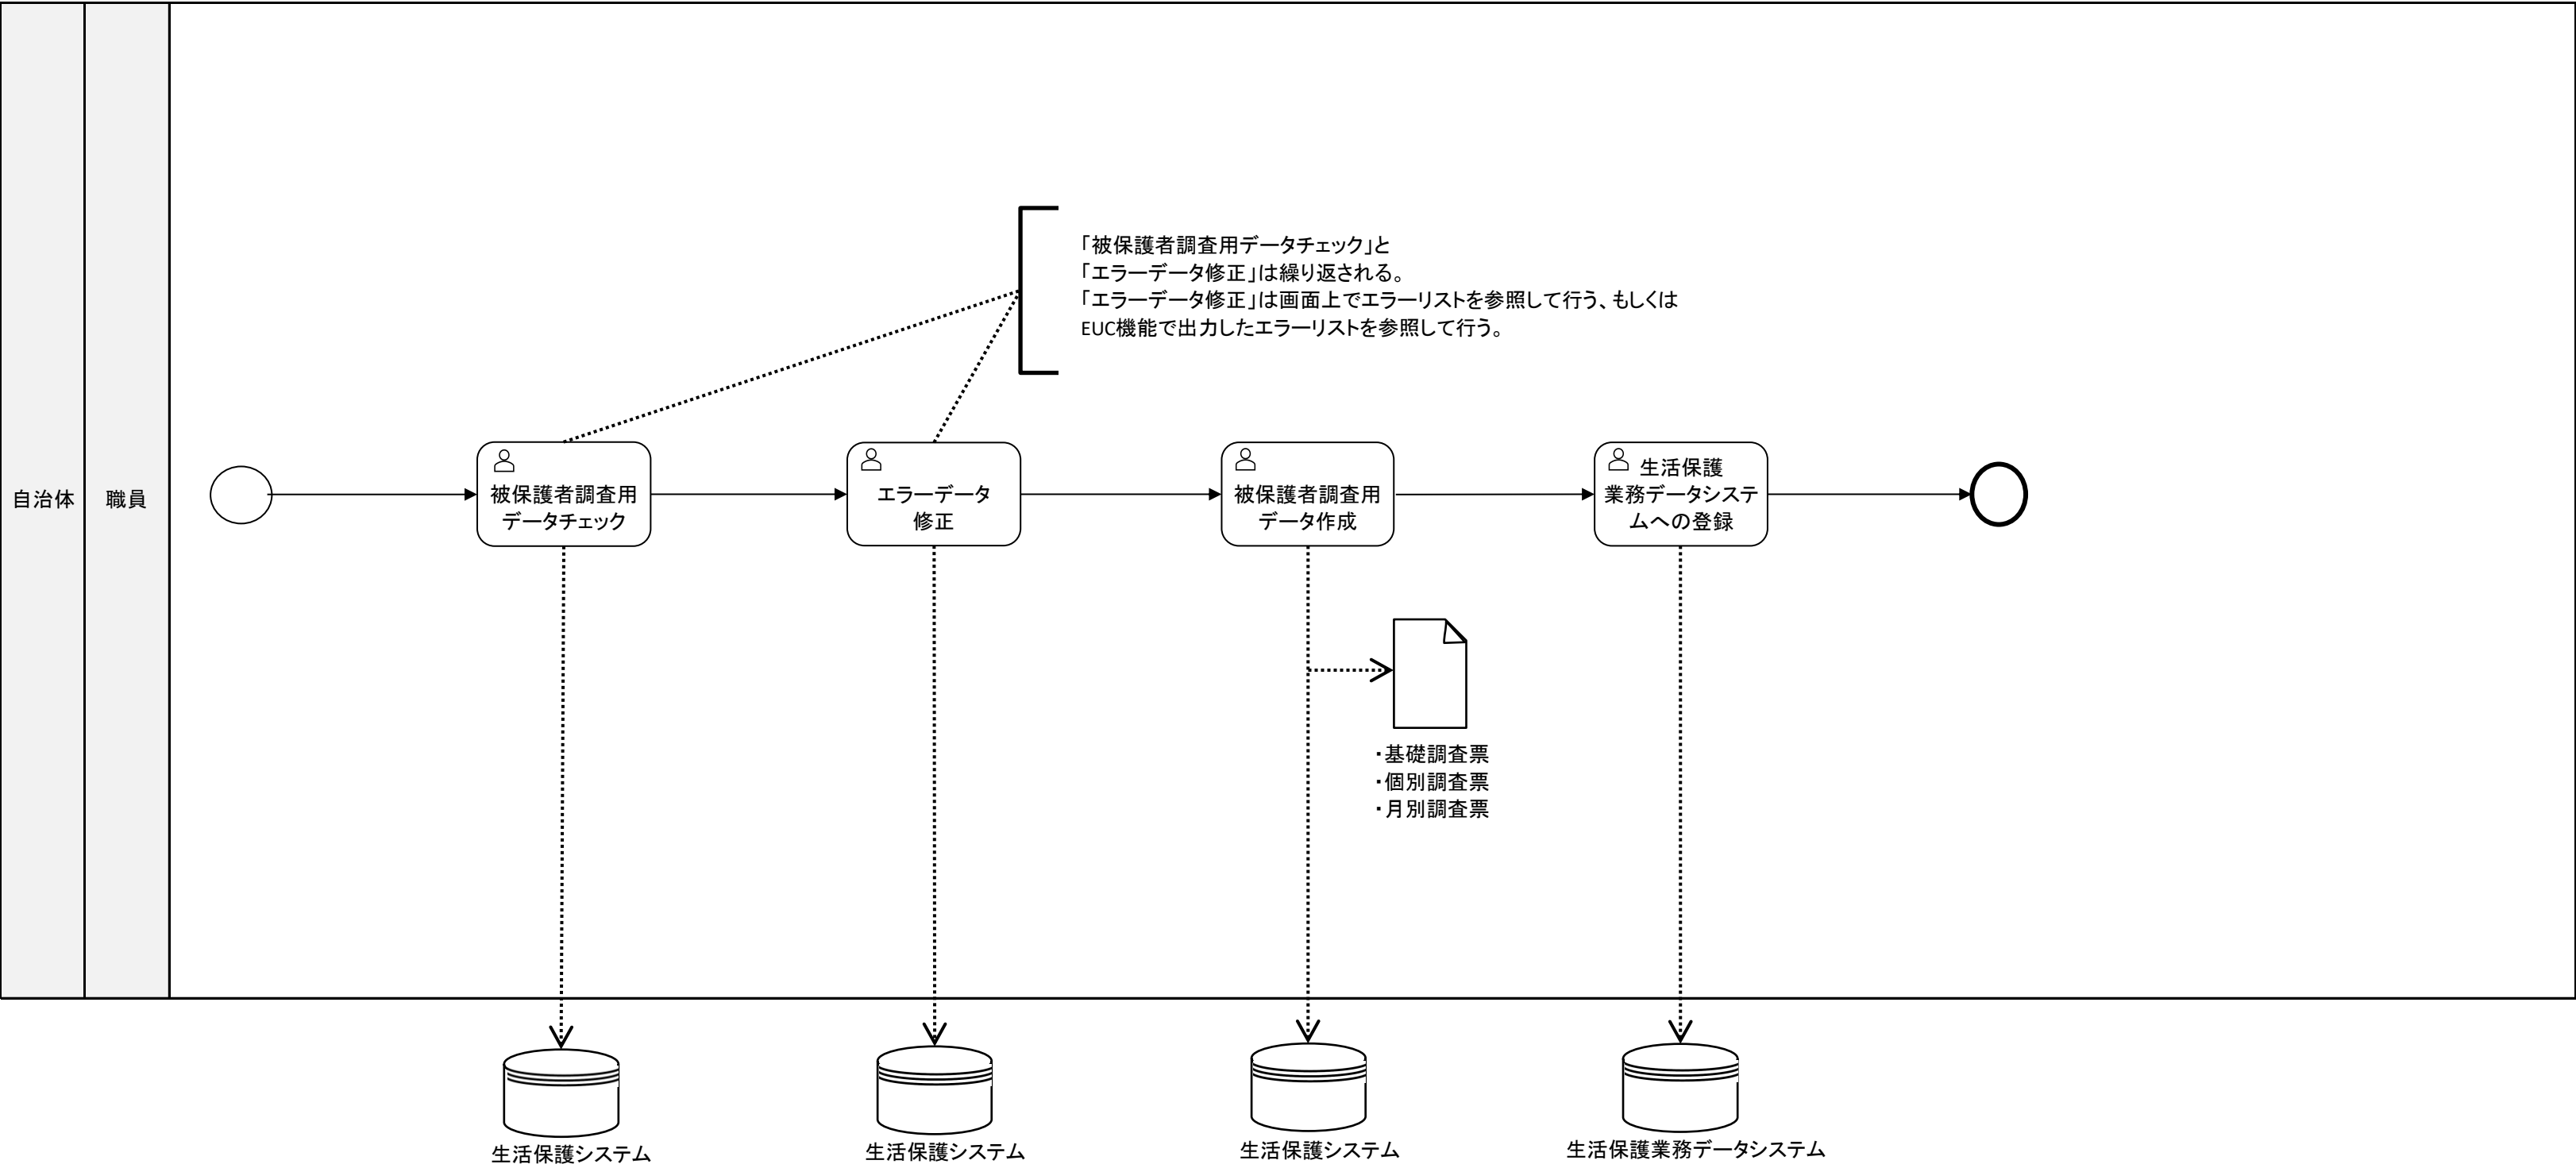 「被保護者調査用データチェック」と
「エラーデータ修正」は繰り返される。
「エラーデータ修正」は画面上でエラーリストを参照して行う、もしくは
EUC機能で出力したエラーリストを参照して行う。
自治体
職員
被保護者調査用
データチェック
エラーデータ
修正
被保護者調査用
データ作成
生活保護
業務データシステ
ムへの登録
・基礎調査票
・個別調査票
・月別調査票
生活保護システム
生活保護システム
生活保護システム
生活保護業務データシステム